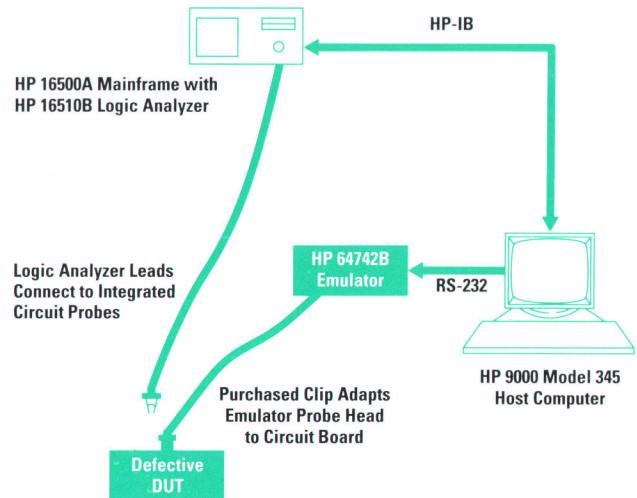 HP-IB
HP 16500A Mainframe with
HP 16510B Logic Analyzer
Logic Analyzer Leads
Connect to Integrated
Circuit Probes
HP 64742B
Emulator
RS-232
HP 9000 Model 345
Host Computer
Purchased Clip Adapts
Emulator Probe Head
to Circuit Board
Defective
DUT